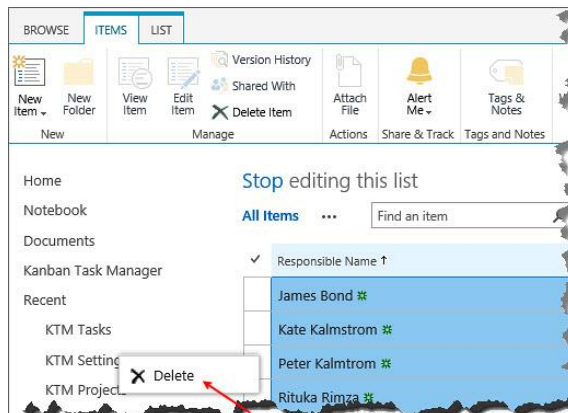 BROWSE ITEMS LIST
New Item
New Folder
View Item
Edit Item
Version History
Shared With
Delete Item
Attach File
Alert Me
Tags & Notes
New
Manage
Actions
Share & Track
Tags and Notes
Home
Notebook
Documents
Kanban Task Manager
Recent
KTM Tasks
KTM Setting
KTM Project
Delete
Stop editing this list
All Items ...
Find an item
Responsible Name
James Bond
Kate Kalmstrom
Peter Kalmtrom
Rituka Rimza